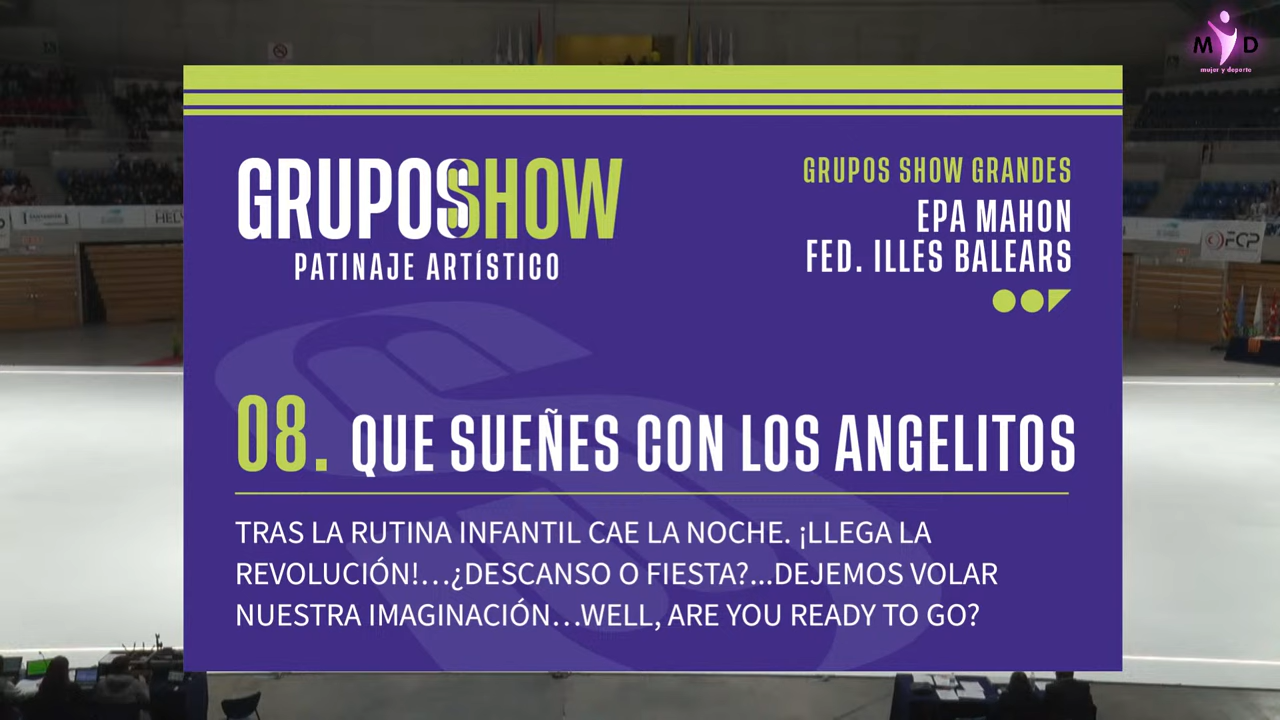 M D
mujer y deporte
GRUPOSSHOW
PATINAJE ARTÍSTICO
GRUPOS SHOW GRANDES
EPA MAHON
FED. ILLES BALEARS
08. QUE SUEÑES CON LOS ANGELITOS
TRAS LA RUTINA INFANTIL CAE LA NOCHE. ¡LLEGA LA
REVOLUCIÓN!...¿DESCANSO O FIESTA?...DEJEMOS VOLAR
NUESTRA IMAGINACIÓN...WELL, ARE YOU READY TO GO?
FCP